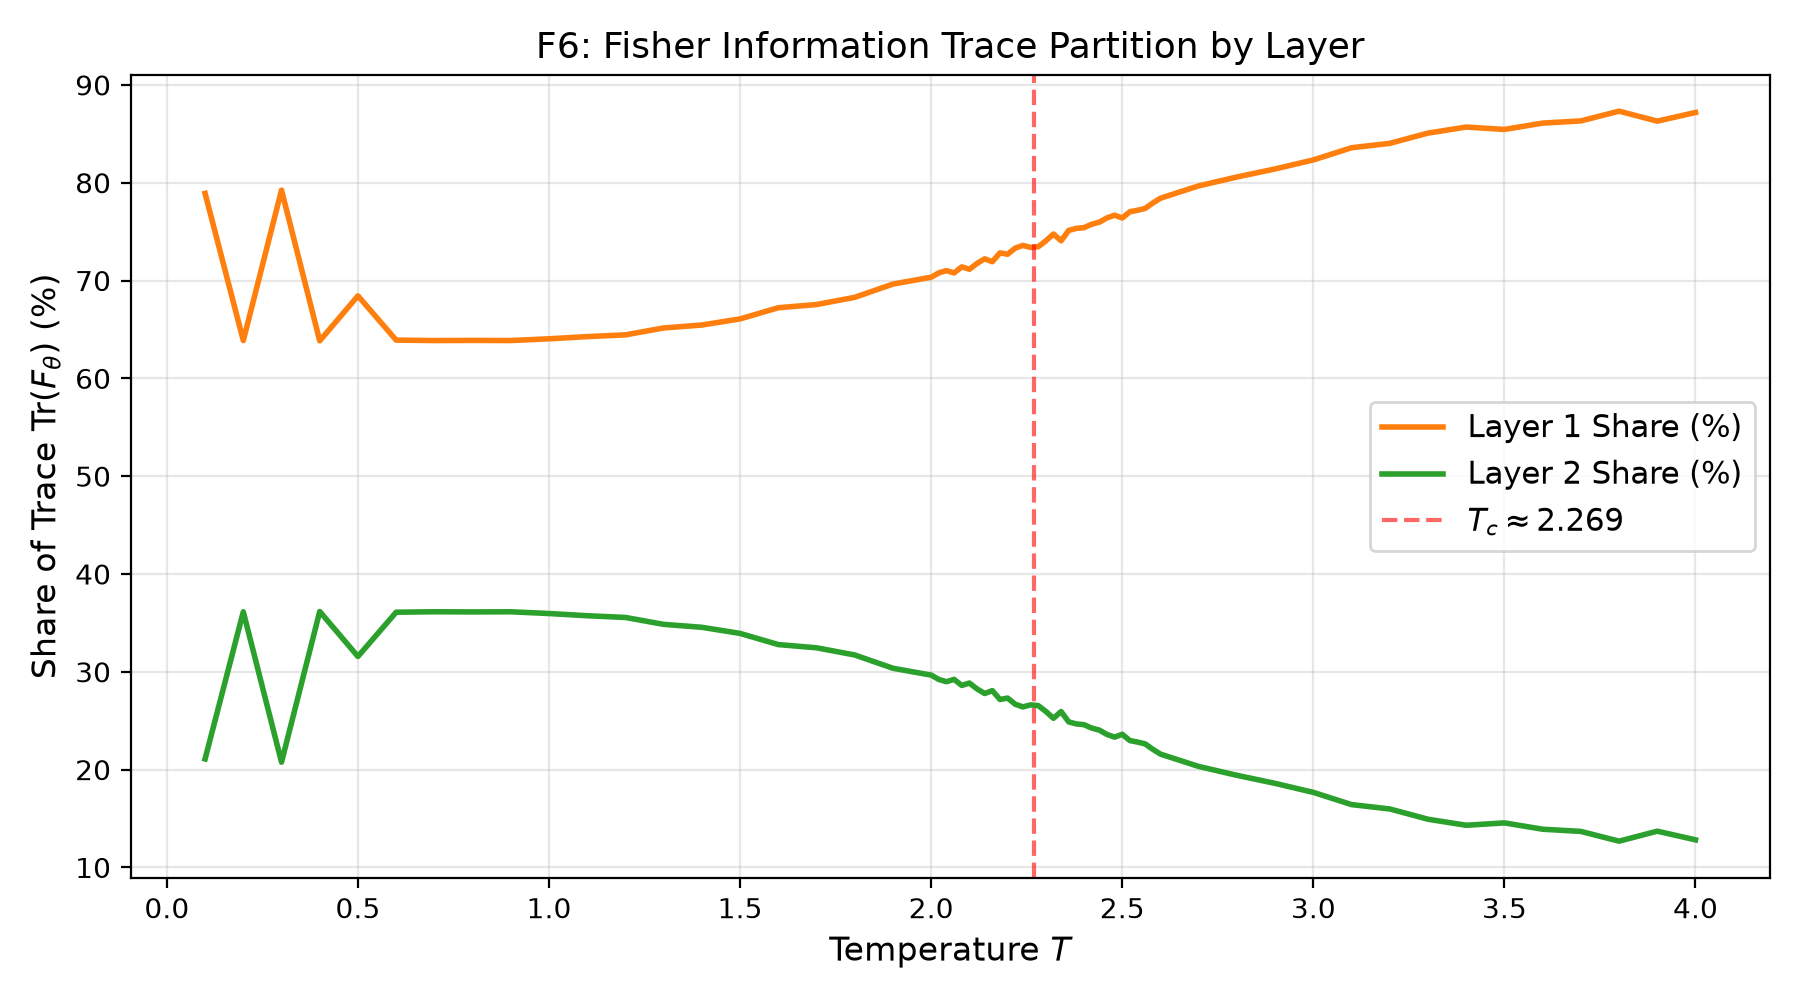 F6: Fisher Information Trace Partition by Layer
Share of Trace Tr(F_θ) (%)
90
80
70
60
50
40
30
20
10
Layer 1 Share (%)
Layer 2 Share (%)
T_c ≈ 2.269
0.0 0.5 1.0 1.5 2.0 2.5 3.0 3.5 4.0
Temperature T